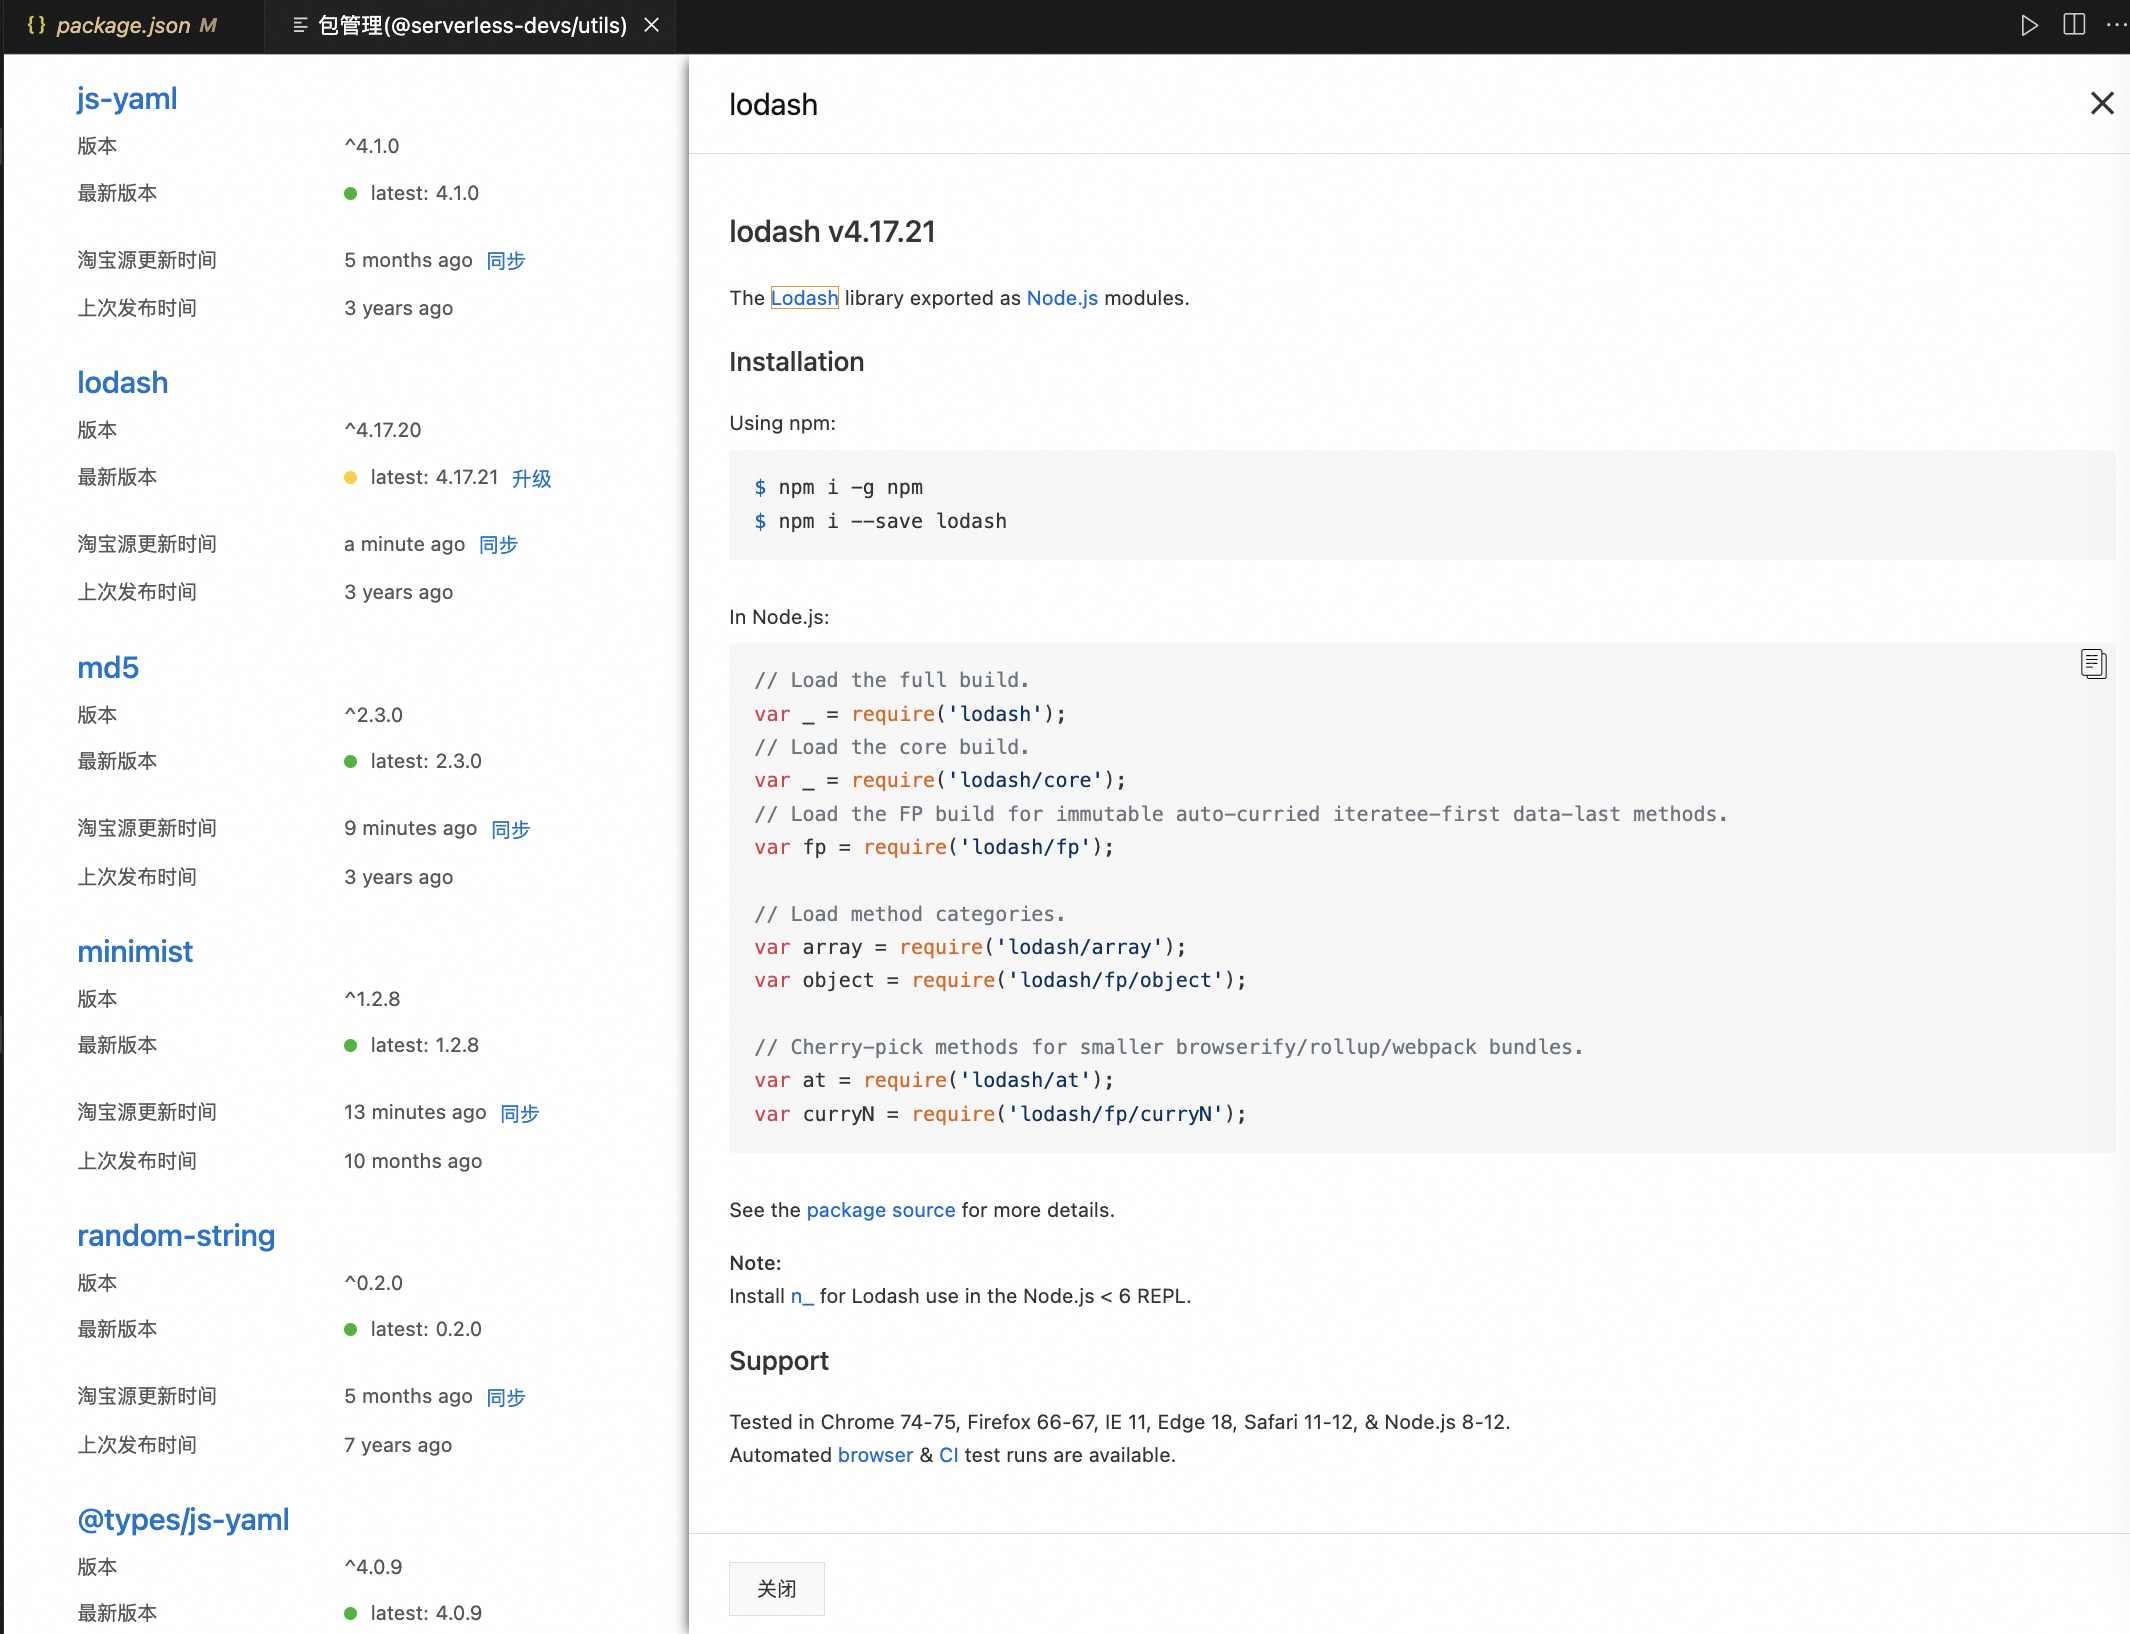 {} package.json M
包管理(@serverless-devs/utils)
js-yaml
版本 ^4.1.0
最新版本 latest: 4.1.0
淘宝源更新时间 5 months ago 同步
上次发布时间 3 years ago
lodash
版本 ^4.17.20
最新版本 latest: 4.17.21 升级
淘宝源更新时间 a minute ago 同步
上次发布时间 3 years ago
md5
版本 ^2.3.0
最新版本 latest: 2.3.0
淘宝源更新时间 9 minutes ago 同步
上次发布时间 3 years ago
minimist
版本 ^1.2.8
最新版本 latest: 1.2.8
淘宝源更新时间 13 minutes ago 同步
上次发布时间 10 months ago
random-string
版本 ^0.2.0
最新版本 latest: 0.2.0
淘宝源更新时间 5 months ago 同步
上次发布时间 7 years ago
@types/js-yaml
版本 ^4.0.9
最新版本 latest: 4.0.9
lodash
lodash v4.17.21
The Lodash library exported as Node.js modules.
Installation
Using npm:
$ npm i -g npm
$ npm i --save lodash
In Node.js:
// Load the full build.
var _ = require('lodash');
// Load the core build.
var _ = require('lodash/core');
// Load the FP build for immutable auto-curried iteratee-first data-last methods.
var fp = require('lodash/fp');
// Load method categories.
var array = require('lodash/array');
var object = require('lodash/fp/object');
// Cherry-pick methods for smaller browserify/rollup/webpack bundles.
var at = require('lodash/at');
var curryN = require('lodash/fp/curryN');
See the package source for more details.
Note:
Install n_ for Lodash use in the Node.js < 6 REPL.
Support
Tested in Chrome 74-75, Firefox 66-67, IE 11, Edge 18, Safari 11-12, & Node.js 8-12.
Automated browser & CI test runs are available.
关闭